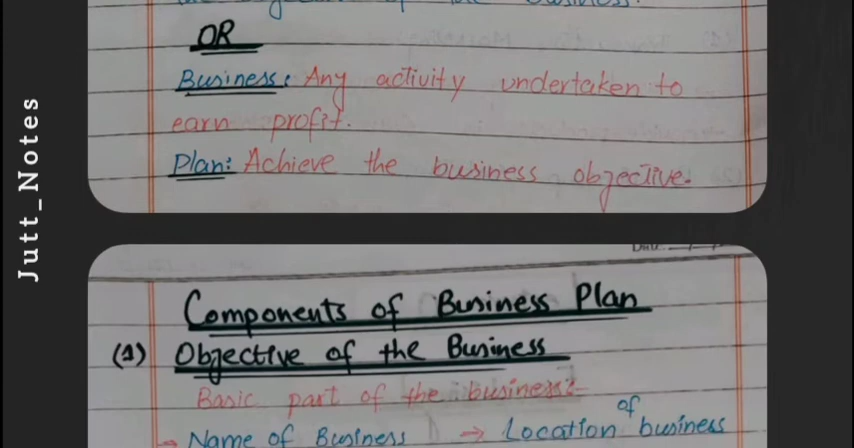 business.
OR
Business: Any activity undertaken to
earn profit.
Plan: Achieve the business objective.
Jutt_Notes
Components of Business Plan
(1) Objective of the Business
Basic part of the business:-
→ Name of Business → Location of business